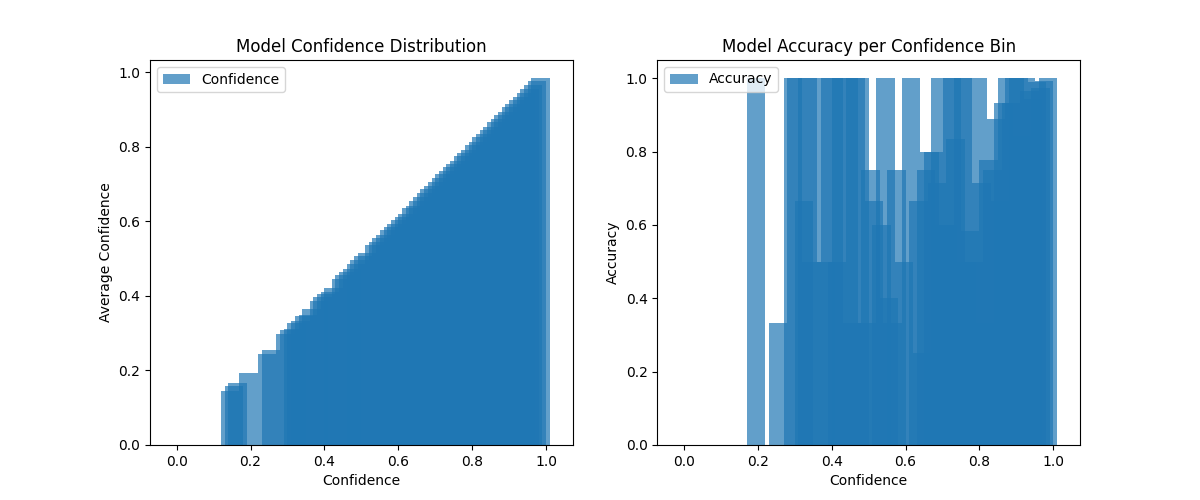 Model Confidence Distribution
Confidence
1.0
0.8
0.6
0.4
0.2
0.0
Average Confidence
0.0 0.2 0.4 0.6 0.8 1.0
Confidence
Model Accuracy per Confidence Bin
Accuracy
1.0
0.8
0.6
0.4
0.2
0.0
Accuracy
0.0 0.2 0.4 0.6 0.8 1.0
Confidence